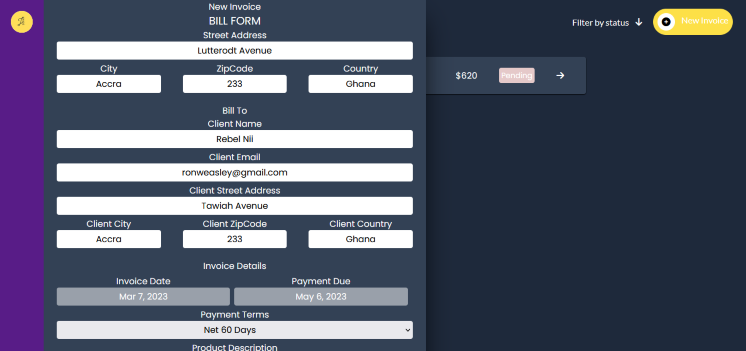 New Invoice
BILL FORM
Street Address
Lutterodt Avenue
City ZipCode Country
Accra 233 Ghana
Bill To
Client Name
Rebel Nii
Client Email
ronweasley@gmail.com
Client Street Address
Tawiah Avenue
Client City Client ZipCode Client Country
Accra 233 Ghana
Invoice Details
Invoice Date Payment Due
Mar 7, 2023 May 6, 2023
Payment Terms
Net 60 Days
Product Description
Filter by status
New Invoice
$620 Pending